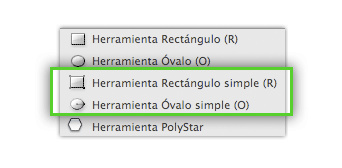 Herramienta Rectángulo (R)
Herramienta Óvalo (O)
Herramienta Rectángulo simple (R)
Herramienta Óvalo simple (O)
Herramienta PolyStar